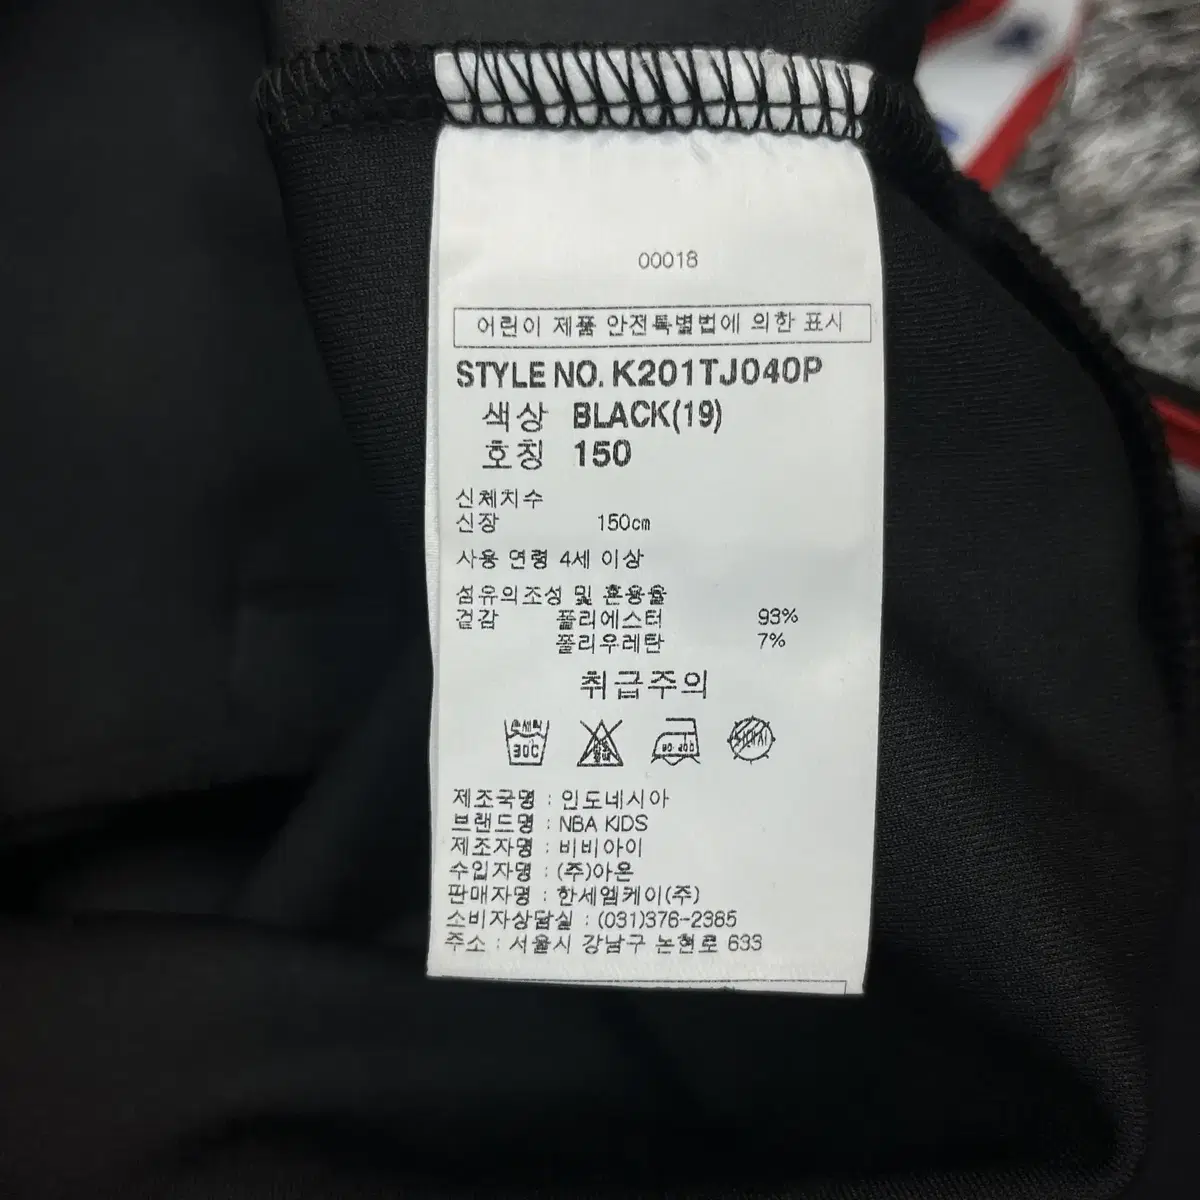 00018
어린이 제품 안전특별법에 의한 표시
STYLE NO. K201TJ040P
색상 BLACK(19)
호칭 150
신체치수
신장 150cm
사용 연령 4세 이상
섬유의조성 및 혼용율
겉감 폴리에스터 93%
폴리우레탄 7%
취급주의
손세탁
30C
제조국명 : 인도네시아
브랜드명 : NBA KIDS
제조자명 : 비비아이
수입자명 : (주)아온
판매자명 : 한세엠케이(주)
소비자상담실 : (031)376-2385
주소 : 서울시 강남구 논현로 633